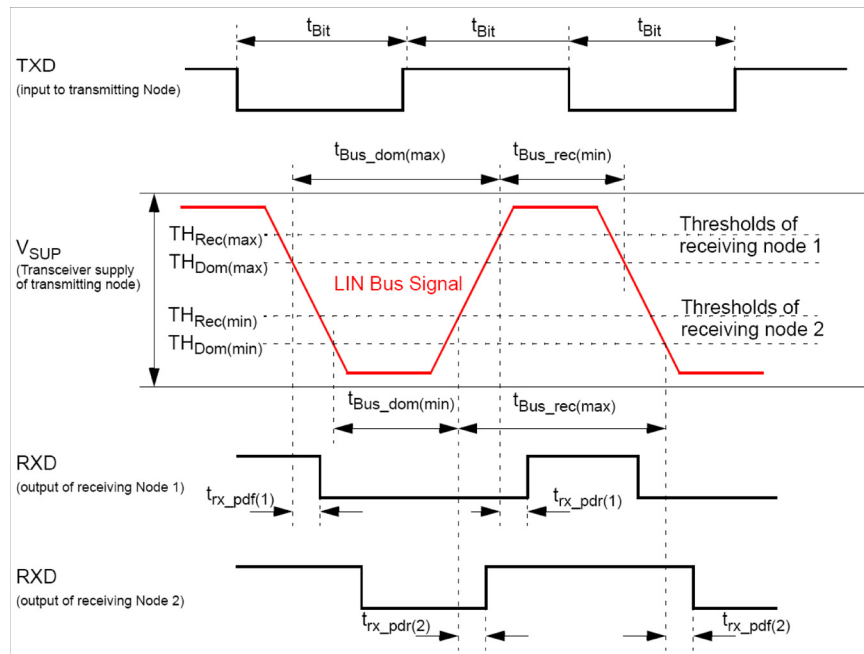 tBit tBit tBit
TXD
(input to transmitting Node)
tBus_dom(max) tBus_rec(min)
THRec(max)
Thresholds of
receiving node 1
VSUP
(Transceiver supply
of transmitting node)
THDom(max)
LIN Bus Signal
THRec(min)
Thresholds of
receiving node 2
THDom(min)
tBus_dom(min) tBus_rec(max)
RXD
(output of receiving Node 1)
trx_pdf(1) trx_pdr(1)
RXD
(output of receiving Node 2)
trx_pdr(2) trx_pdf(2)